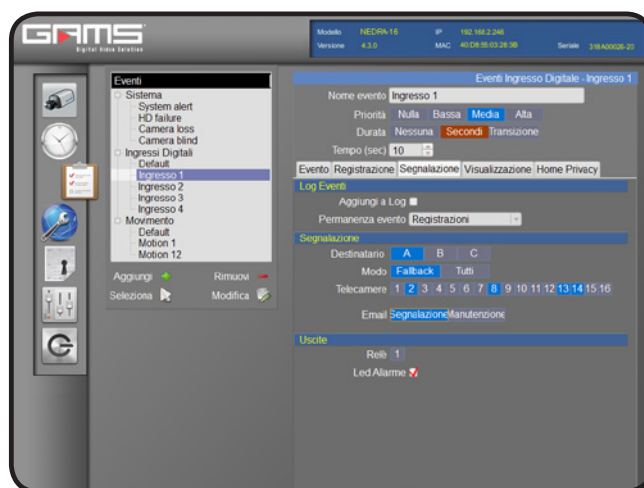 GAMS
Digital Video Solution
Modello NEDRA-16 IP 192.168.2.246
Versione 4.3.0 MAC 40:D8:55:03:28:3B Seriale 318A00026-20
Eventi
Sistema
System alert
HD failure
Camera loss
Camera blind
Ingressi Digitali
Default
Ingresso 1
Ingresso 2
Ingresso 3
Ingresso 4
Movimento
Default
Motion 1
Motion 12
Aggiungi Rimuovi
Seleziona Modifica
Eventi Ingresso Digitale - Ingresso 1
Nome evento Ingresso 1
Priorità Nulla Bassa Media Alta
Durata Nessuna Secondi Transizione
Tempo (sec) 10
Evento Registrazione Segnalazione Visualizzazione Home Privacy
Log Eventi
Aggiungi a Log
Permanenza evento Registrazioni
Segnalazione
Destinatario A B C
Modo Fallback Tutti
Telecamere 1 2 3 4 5 6 7 8 9 10 11 12 13 14 15 16
Email Segnalazione Manutenzione
Uscite
Relè 1
Led Allarme